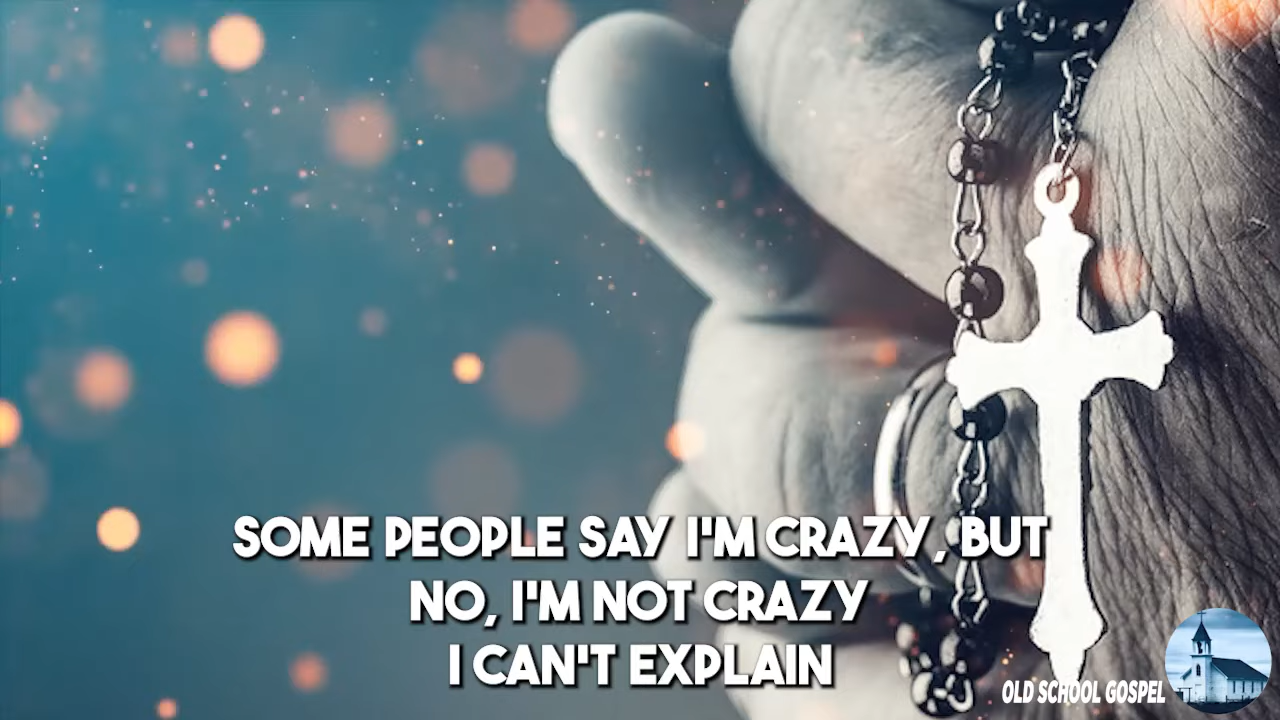 SOME PEOPLE SAY I'M CRAZY, BUT
NO, I'M NOT CRAZY
I CAN'T EXPLAIN
OLD SCHOOL GOSPEL